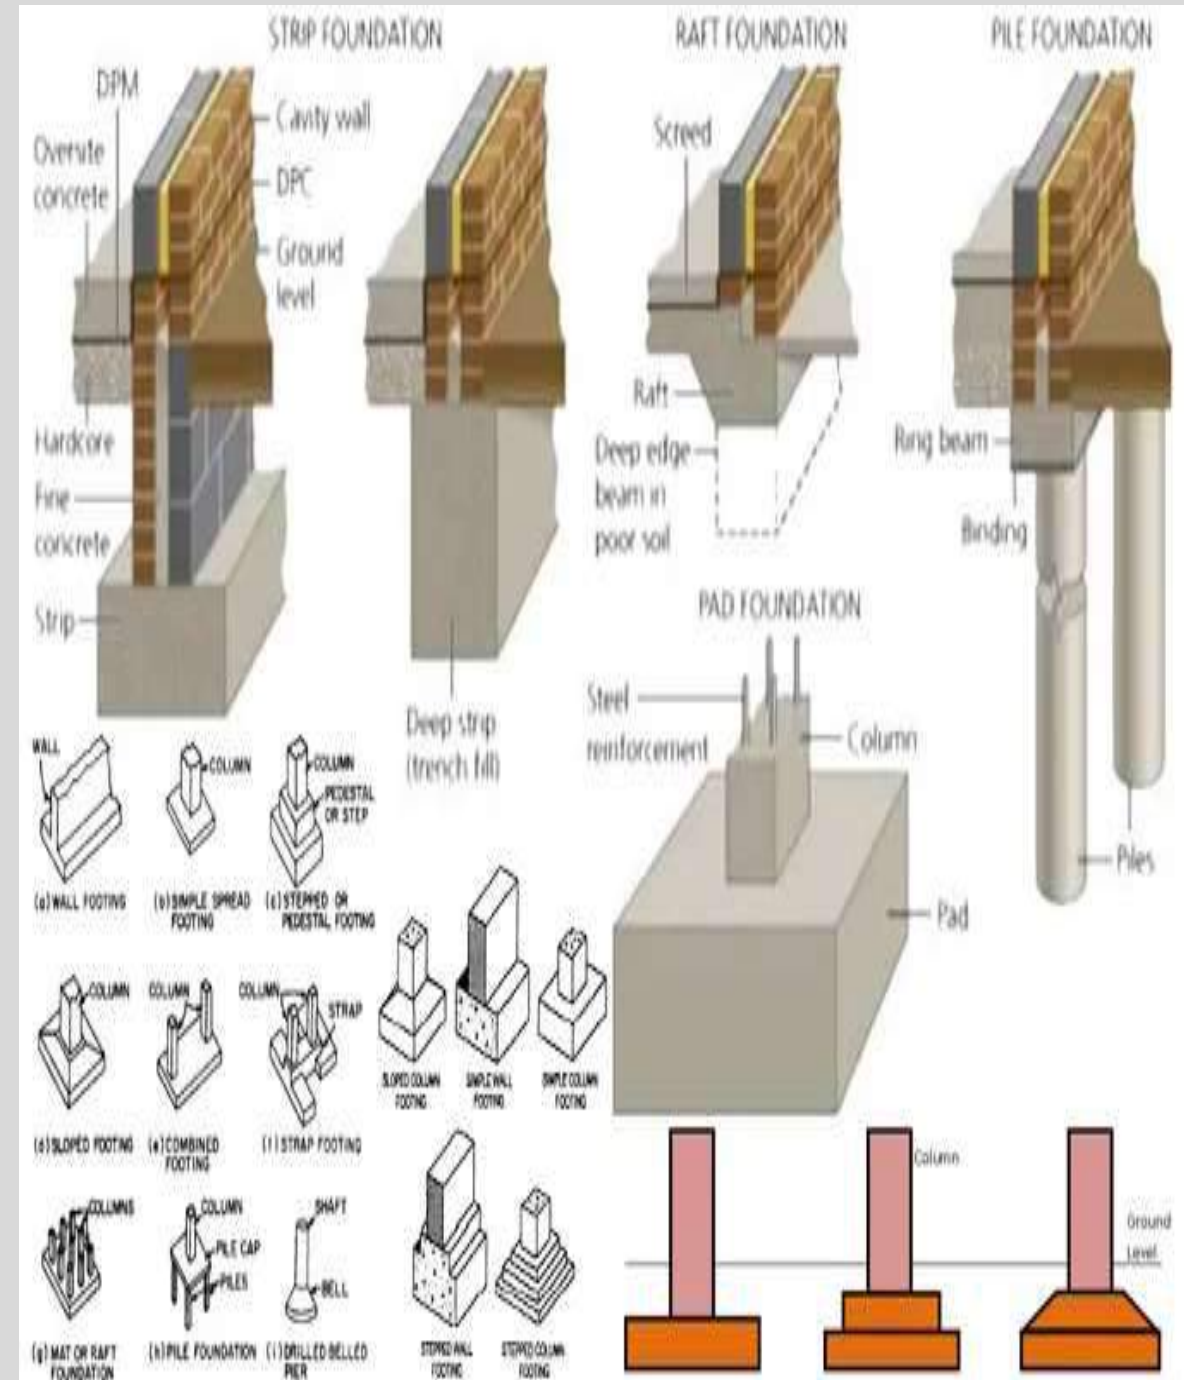 STRIP FOUNDATION
DPM
Oversite
concrete
Cavity wall
DPC
Ground
level
Hardcore
Fine
concrete
Strip
Deep strip
(trench fill)
RAFT FOUNDATION
Screed
Raft
Deep edge
beam in
poor soil
PILE FOUNDATION
Ring beam
Binding
Piles
PAD FOUNDATION
Steel
reinforcement
Column
Pad
WALL
(a) WALL FOOTING
COLUMN
(b) SIMPLE SPREAD
FOOTING
COLUMN
PEDESTAL
OR STEP
(c) STEPPED OR
PEDESTAL FOOTING
COLUMN
(d) SLOPED FOOTING
COLUMN
(e) COMBINED
FOOTING
COLUMN
STRAP
(f) STRAP FOOTING
COLUMNS
(g) MAT OR RAFT
FOUNDATION
COLUMN
PILE CAP
PILES
(h) PILE FOUNDATION
SHAFT
BELL
(i) DRILLED BELLED
PIER
SLOPED COLUMN
FOOTING
SIMPLE WALL
FOOTING
SIMPLE COLUMN
FOOTING
STEPPED WALL
FOOTING
STEPPED COLUMN
FOOTING
Column
Ground
Level